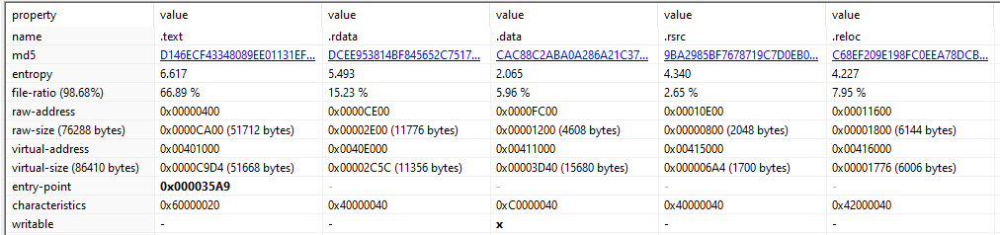 property value value value value value
name .text .rdata .data .rsrc .reloc
md5 D146ECF43348089EE01131EF... DCEE953814BF845652C7517... CAC88C2ABA0A286A21C37... 9BA2985BF7678719C7D0EB0... C68EF209E198FC0EEA78DCB...
entropy 6.617 5.493 2.065 4.340 4.227
file-ratio (98.68%) 66.89 % 15.23 % 5.96 % 2.65 % 7.95 %
raw-address 0x00000400 0x0000CE00 0x0000FC00 0x00010E00 0x00011600
raw-size (76288 bytes) 0x0000CA00 (51712 bytes) 0x00002E00 (11776 bytes) 0x00001200 (4608 bytes) 0x00000800 (2048 bytes) 0x00001800 (6144 bytes)
virtual-address 0x00401000 0x0040E000 0x00411000 0x00415000 0x00416000
virtual-size (86410 bytes) 0x0000C9D4 (51668 bytes) 0x00002C5C (11356 bytes) 0x00003D40 (15680 bytes) 0x000006A4 (1700 bytes) 0x00001776 (6006 bytes)
entry-point 0x000035A9 - - - -
characteristics 0x60000020 0x40000040 0xC0000040 0x40000040 0x42000040
writable - - x - -